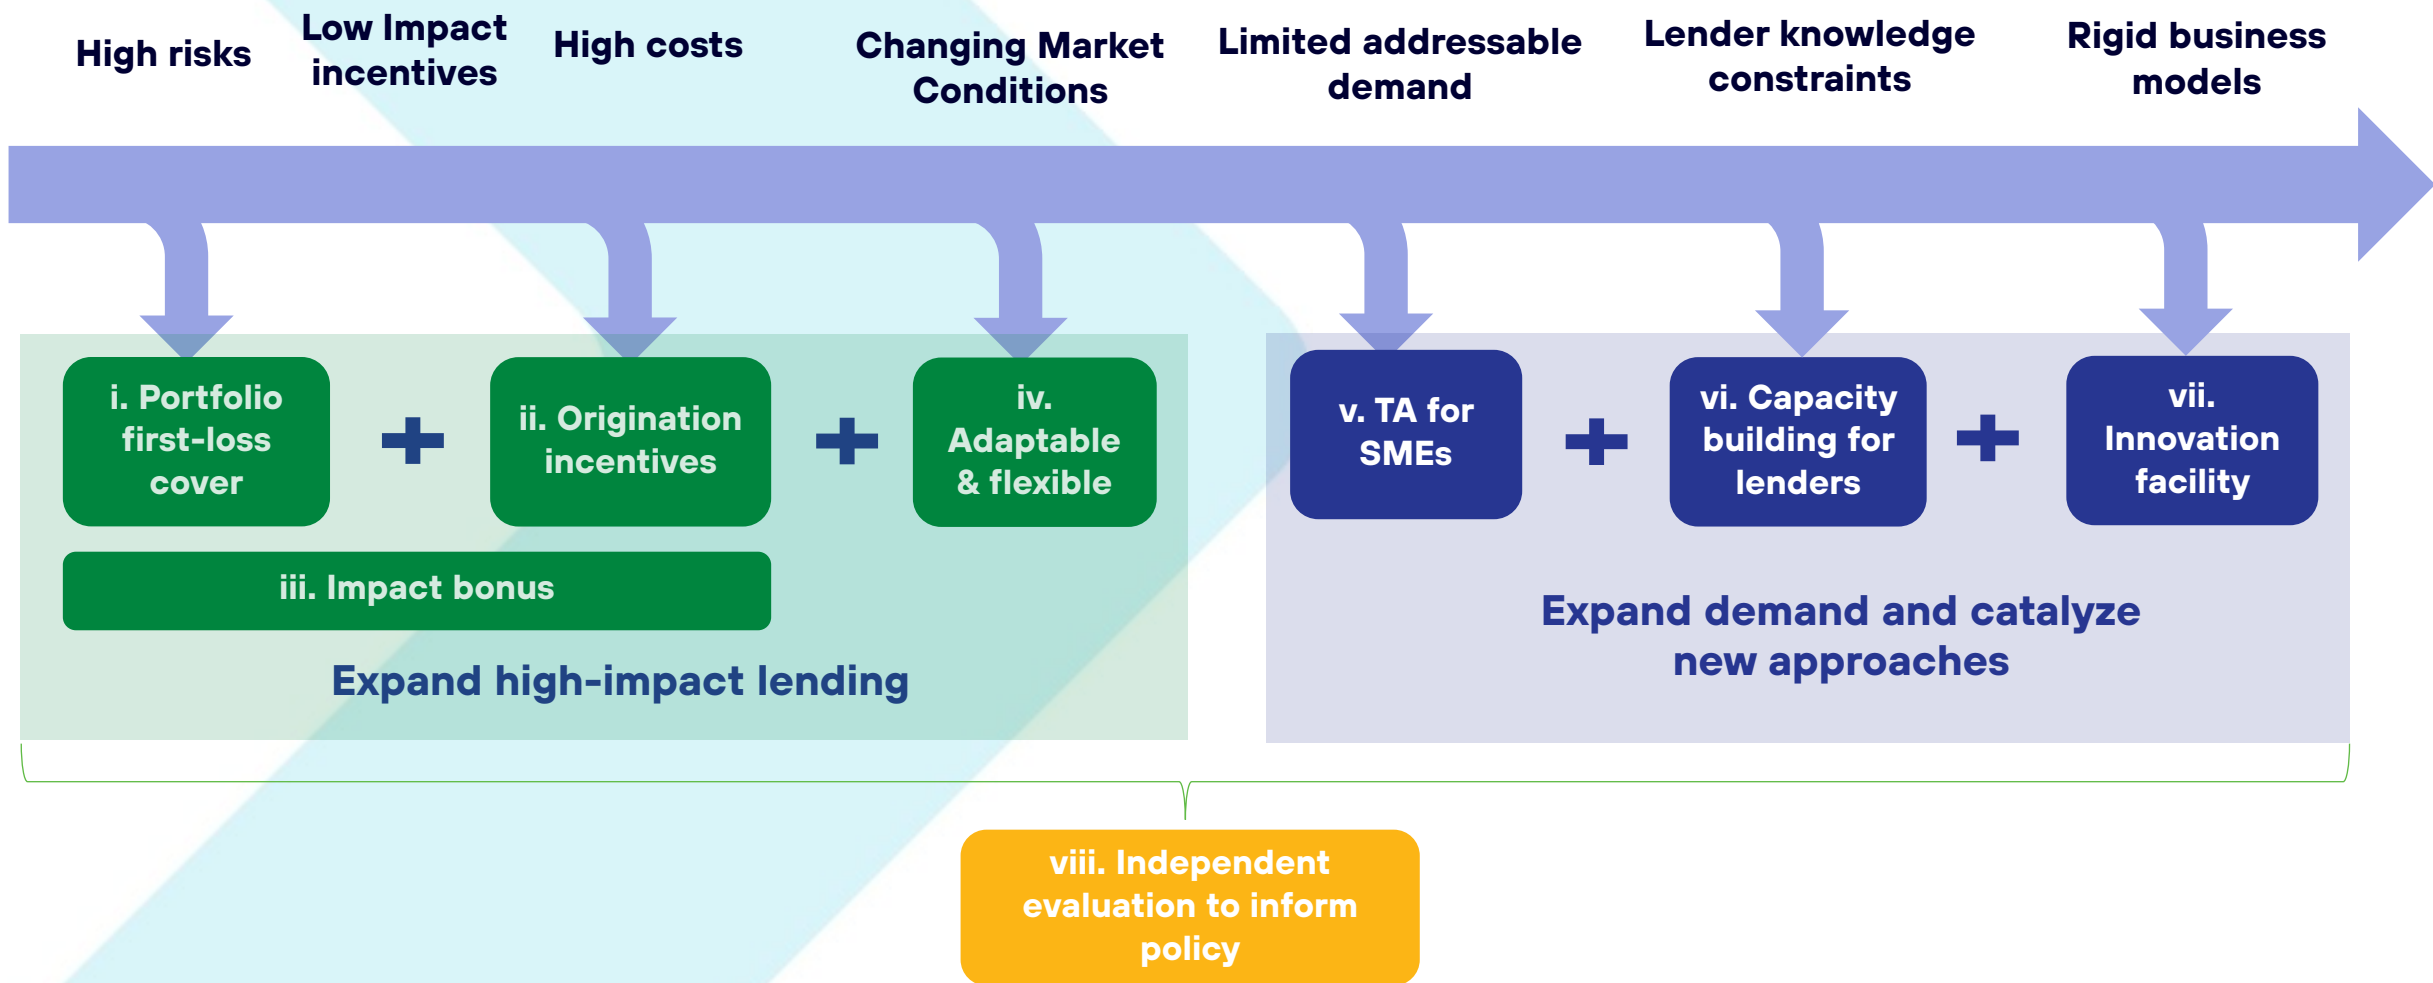 High risks
Low Impact
incentives
High costs
Changing Market
Conditions
Limited addressable
demand
Lender knowledge
constraints
Rigid business
models
i. Portfolio
first-loss
cover
ii. Origination
incentives
iv.
Adaptable
& flexible
iii. Impact bonus
Expand high-impact lending
v. TA for
SMEs
vi. Capacity
building for
lenders
vii.
Innovation
facility
Expand demand and catalyze
new approaches
viii. Independent
evaluation to inform
policy